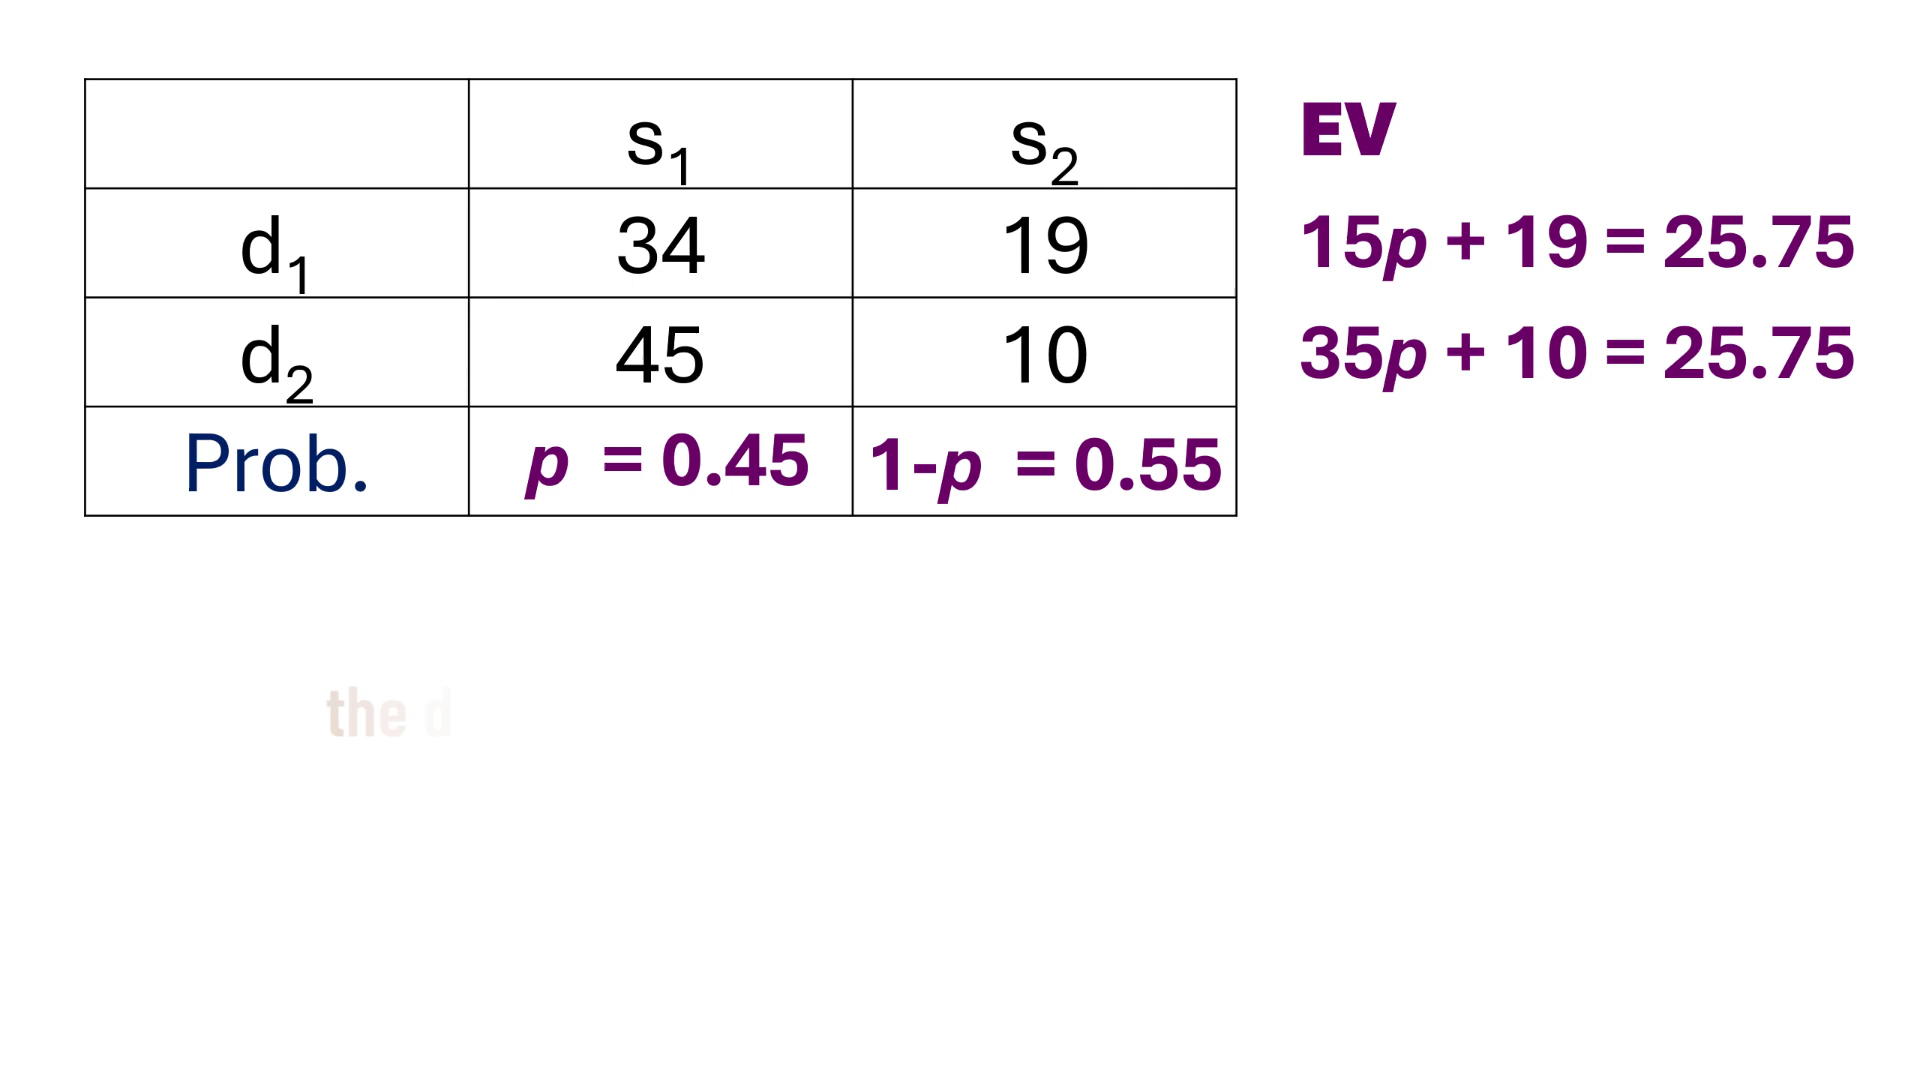 s₁ s₂ EV
d₁ 34 19 15p + 19 = 25.75
d₂ 45 10 35p + 10 = 25.75
Prob. p = 0.45 1-p = 0.55
the d